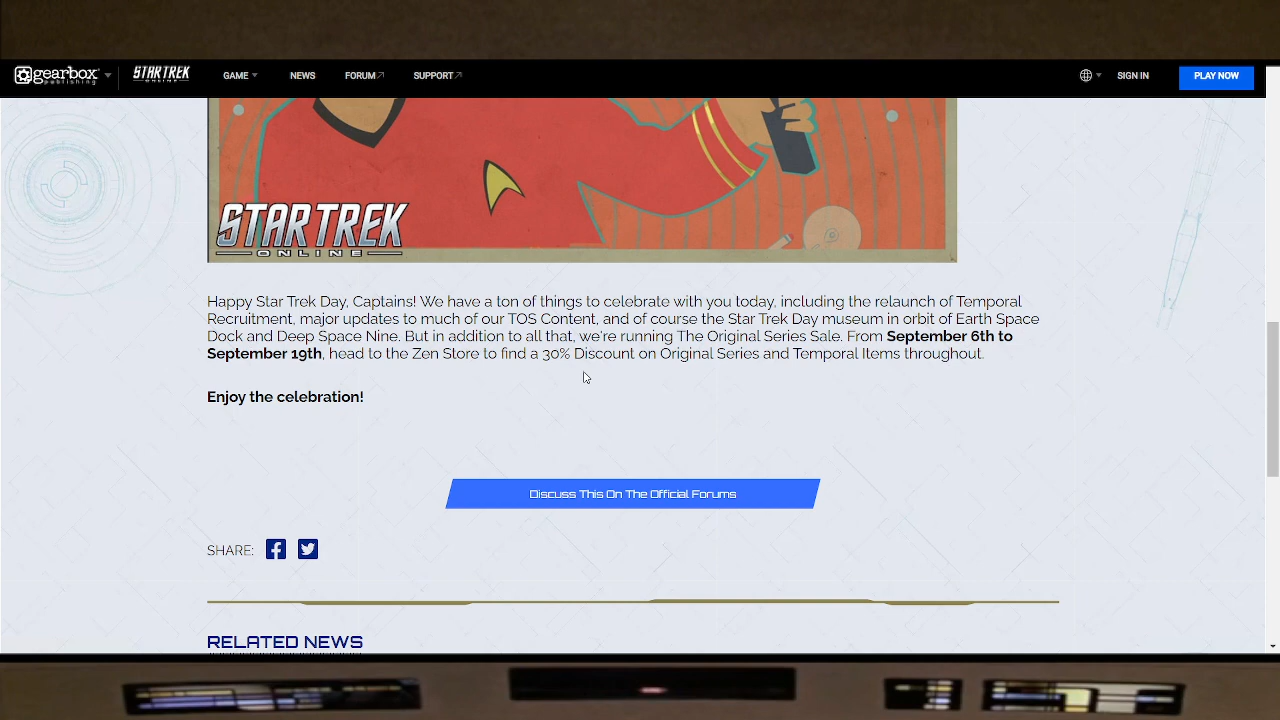 gearbox publishing
STAR TREK ONLINE
GAME
NEWS
FORUM
SUPPORT
SIGN IN
PLAY NOW
STAR TREK
ONLINE
Happy Star Trek Day, Captains! We have a ton of things to celebrate with you today, including the relaunch of Temporal
Recruitment, major updates to much of our TOS Content, and of course the Star Trek Day museum in orbit of Earth Space
Dock and Deep Space Nine. But in addition to all that, we're running The Original Series Sale. From September 6th to
September 19th, head to the Zen Store to find a 30% Discount on Original Series and Temporal Items throughout.
Enjoy the celebration!
Discuss This On The Official Forums
SHARE:
RELATED NEWS